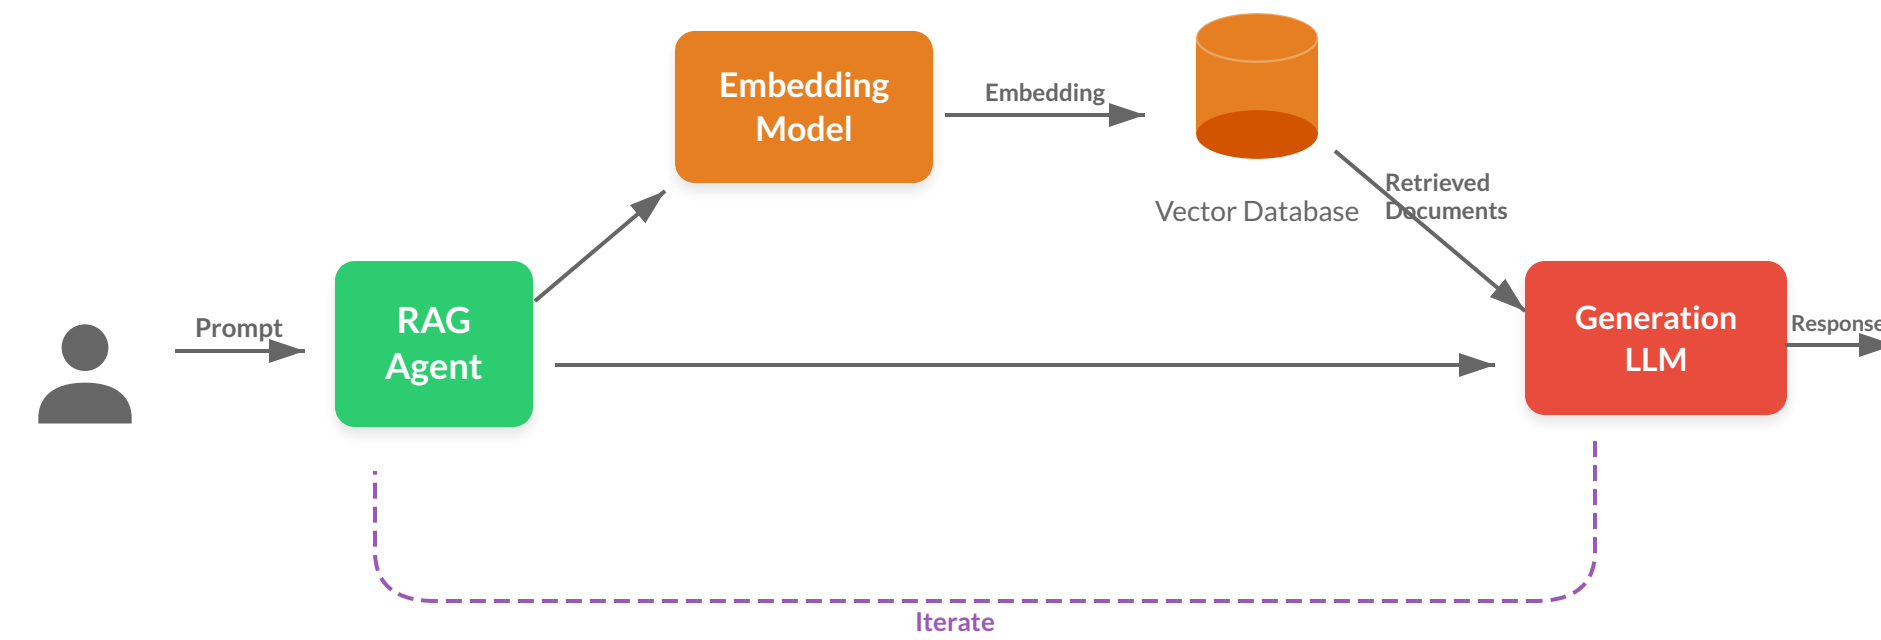 Embedding
Model
Embedding
Retrieved
Documents
Vector Database
Prompt
RAG
Agent
Generation
LLM
Response
Iterate